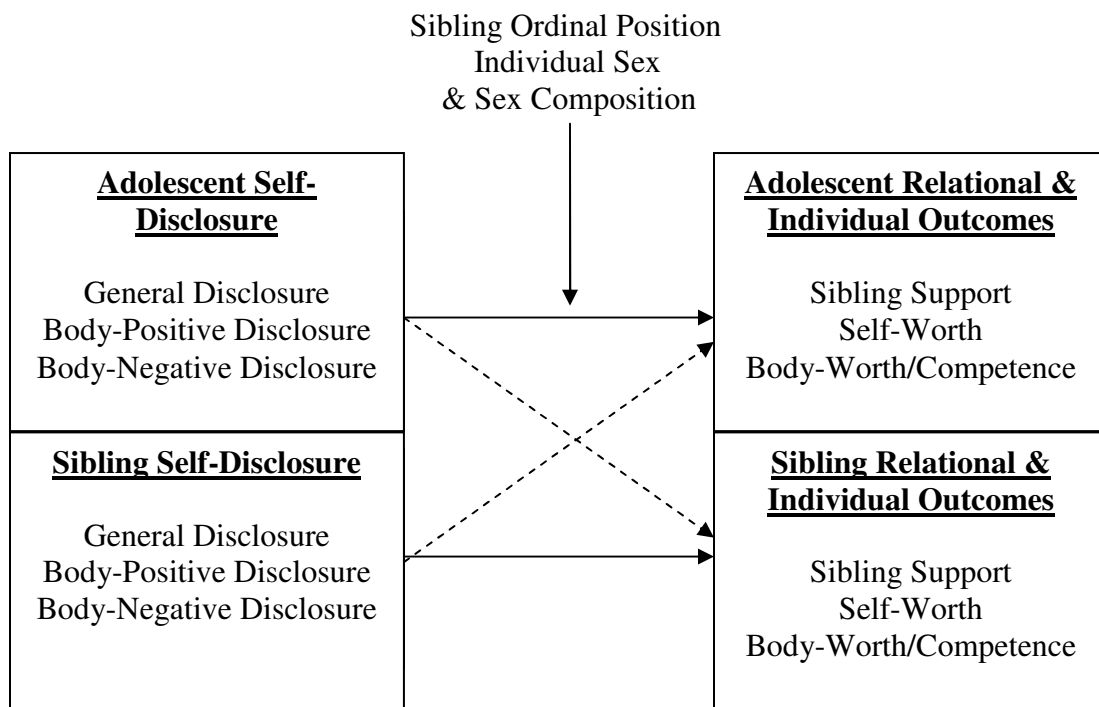 Sibling Ordinal Position
Individual Sex
& Sex Composition
Adolescent Self-
Disclosure
General Disclosure
Body-Positive Disclosure
Body-Negative Disclosure
Adolescent Relational &
Individual Outcomes
Sibling Support
Self-Worth
Body-Worth/Competence
Sibling Self-Disclosure
General Disclosure
Body-Positive Disclosure
Body-Negative Disclosure
Sibling Relational &
Individual Outcomes
Sibling Support
Self-Worth
Body-Worth/Competence